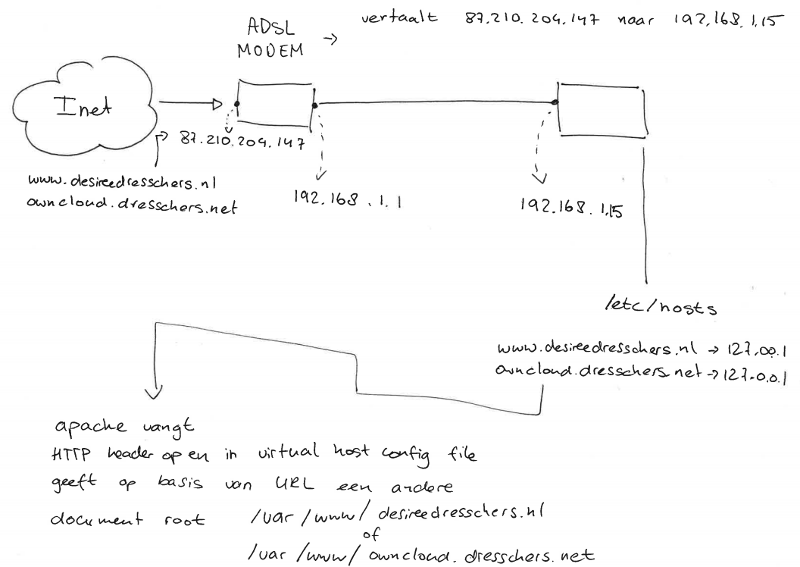 ADSL
MODEM → vertaalt 87.210.204.147 naar 192.168.1.15
Inet
87.210.204.147
www.desireedresschers.nl
owncloud.dresschers.net
192.168.1.1
192.168.1.15
/etc/hosts
www.desireedresschers.nl → 127.0.0.1
owncloud.dresschers.net → 127.0.0.1
apache vangt
HTTP header op en in virtual host config file
geeft op basis van URL een andere
document root /var/www/desireedresschers.nl
of
/var/www/owncloud.dresschers.net